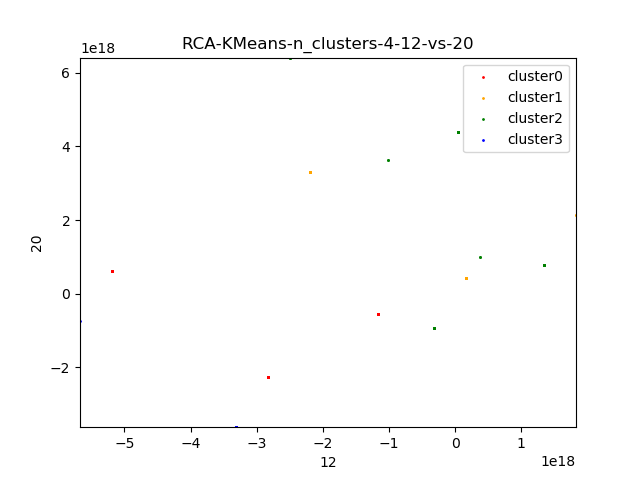 RCA-KMeans-n_clusters-4-12-vs-20
1e18
cluster0
cluster1
cluster2
cluster3
6
4
2
0
−2
20
−5
−4
−3
−2
−1
0
1
12
1e18